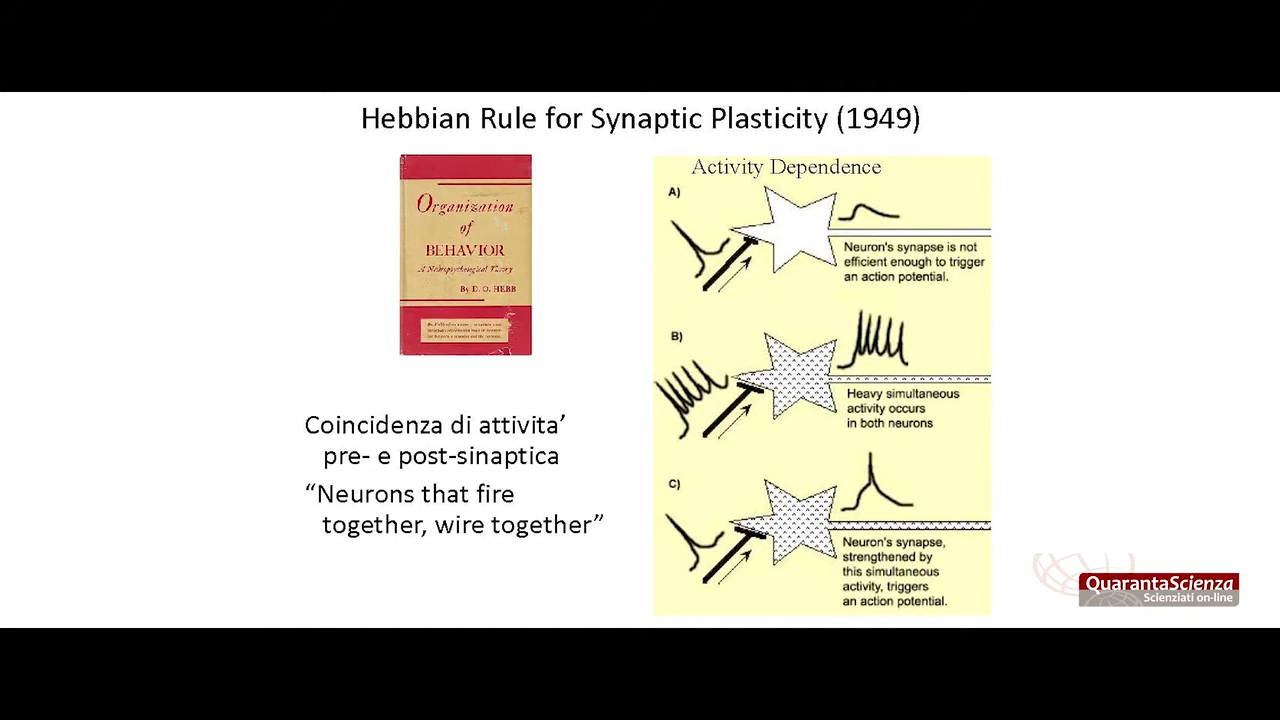 Hebbian Rule for Synaptic Plasticity (1949)
Organization
of
BEHAVIOR
A Neuropsychological Theory
By D. O. HEBB
Coincidenza di attivita’
pre- e post-sinaptica
“Neurons that fire
together, wire together”
Activity Dependence
A)
Neuron's synapse is not
efficient enough to trigger
an action potential.
B)
Heavy simultaneous
activity occurs
in both neurons
C)
Neuron's synapse,
strengthened by
this simultaneous
activity, triggers
an action potential.
QuarantaScienza
Scienziati on-line